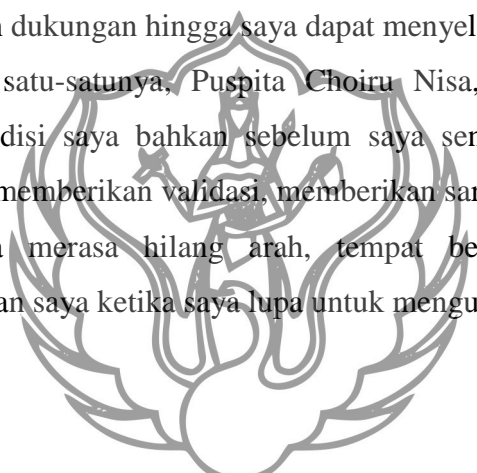 dukungan hingga saya dapat menyel
satu-satunya, Puspita Choiru Nisa,
disi saya bahkan sebelum saya ser
memberikan validasi, memberikan sar
merasa hilang arah, tempat be
an saya ketika saya lupa untuk mengu